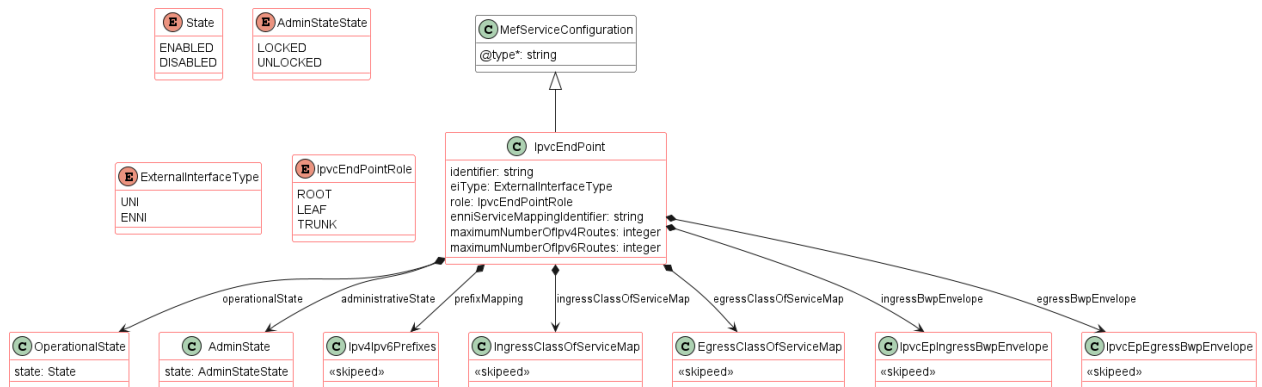 E State
ENABLED
DISABLED
E AdminStateState
LOCKED
UNLOCKED
C MefServiceConfiguration
@type*: string
E ExternalInterfaceType
UNI
ENNI
E IpvcEndPointRole
ROOT
LEAF
TRUNK
C IpvcEndPoint
identifier: string
eiType: ExternalInterfaceType
role: IpvcEndPointRole
enniServiceMappingIdentifier: string
maximumNumberOfIpv4Routes: integer
maximumNumberOfIpv6Routes: integer
operationalState
administrativeState
prefixMapping
ingressClassOfServiceMap
egressClassOfServiceMap
ingressBwpEnvelope
egressBwpEnvelope
C OperationalState
state: State
C AdminState
state: AdminStateState
C Ipv4Ipv6Prefixes
«skipeed»
C IngressClassOfServiceMap
«skipeed»
C EgressClassOfServiceMap
«skipeed»
C IpvcEpIngressBwpEnvelope
«skipeed»
C IpvcEpEgressBwpEnvelope
«skipeed»